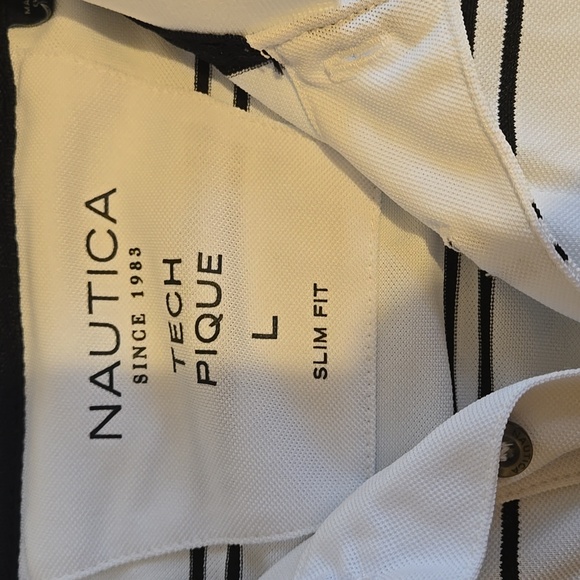 NAUTICA
SINCE 1983
TECH
PIQUE
L
SLIM FIT